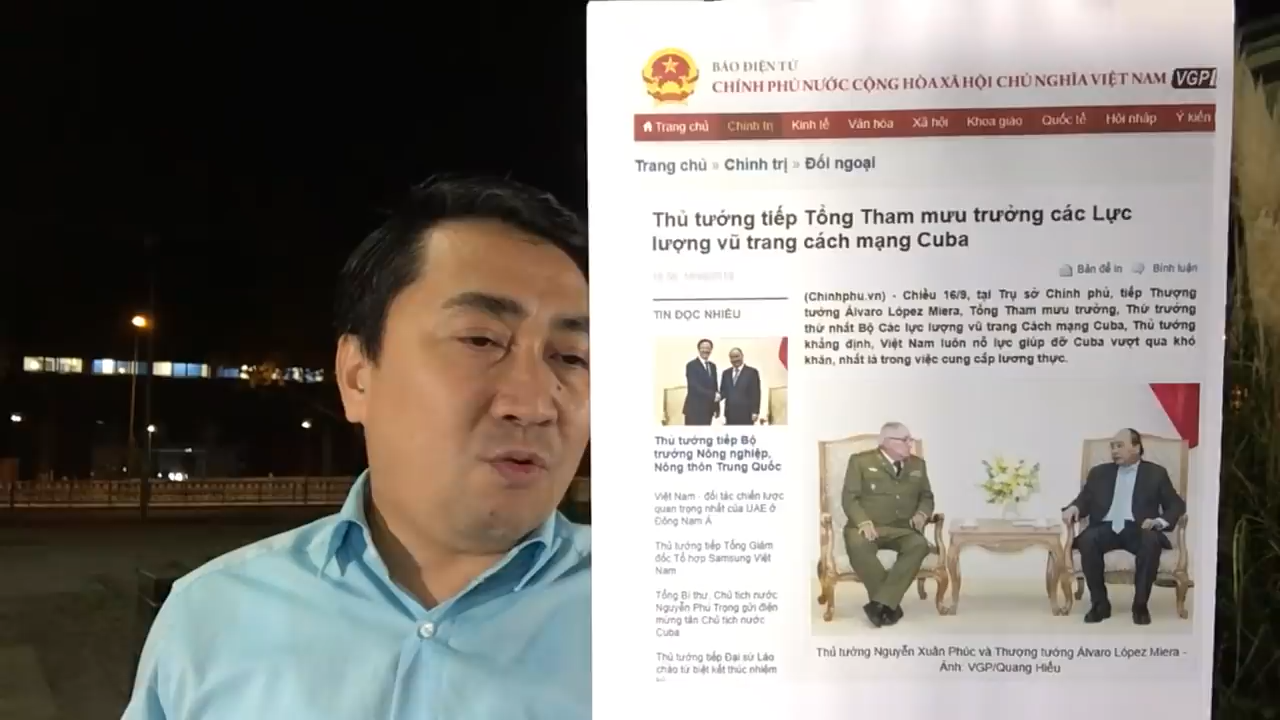 BÁO ĐIỆN TỬ
CHÍNH PHỦ NƯỚC CỘNG HÒA XÃ HỘI CHỦ NGHĨA VIỆT NAM VGP
Trang chủ Chính trị Kinh tế Văn hóa Xã hội Khoa giáo Quốc tế Hội nhập Ý kiến
Trang chủ » Chính trị » Đối ngoại
Thủ tướng tiếp Tổng Tham mưu trưởng các Lực
lượng vũ trang cách mạng Cuba
Bản để in Bình luận
(Chinhphu.vn) - Chiều 16/9, tại Trụ sở Chính phủ, tiếp Thượng
tướng Álvaro López Miera, Tổng Tham mưu trưởng, Thứ trưởng
thứ nhất Bộ Các lực lượng vũ trang Cách mạng Cuba, Thủ tướng
khẳng định, Việt Nam luôn nỗ lực giúp đỡ Cuba vượt qua khó
khăn, nhất là trong việc cung cấp lương thực.
TIN ĐỌC NHIỀU
Thủ tướng tiếp Bộ
trưởng Nông nghiệp,
Nông thôn Trung Quốc
Việt Nam - đối tác chiến lược
quan trọng nhất của UAE ở
Đông Nam Á
Thủ tướng tiếp Tổng Giám
đốc Tổ hợp Samsung Việt
Nam
Tổng Bí thư, Chủ tịch nước
Nguyễn Phú Trọng gửi điện
mừng tân Chủ tịch nước
Cuba
Thủ tướng tiếp Đại sứ Lào
chào từ biệt kết thúc nhiệm
Thủ tướng Nguyễn Xuân Phúc và Thượng tướng Álvaro López Miera -
Ảnh: VGP/Quang Hiếu